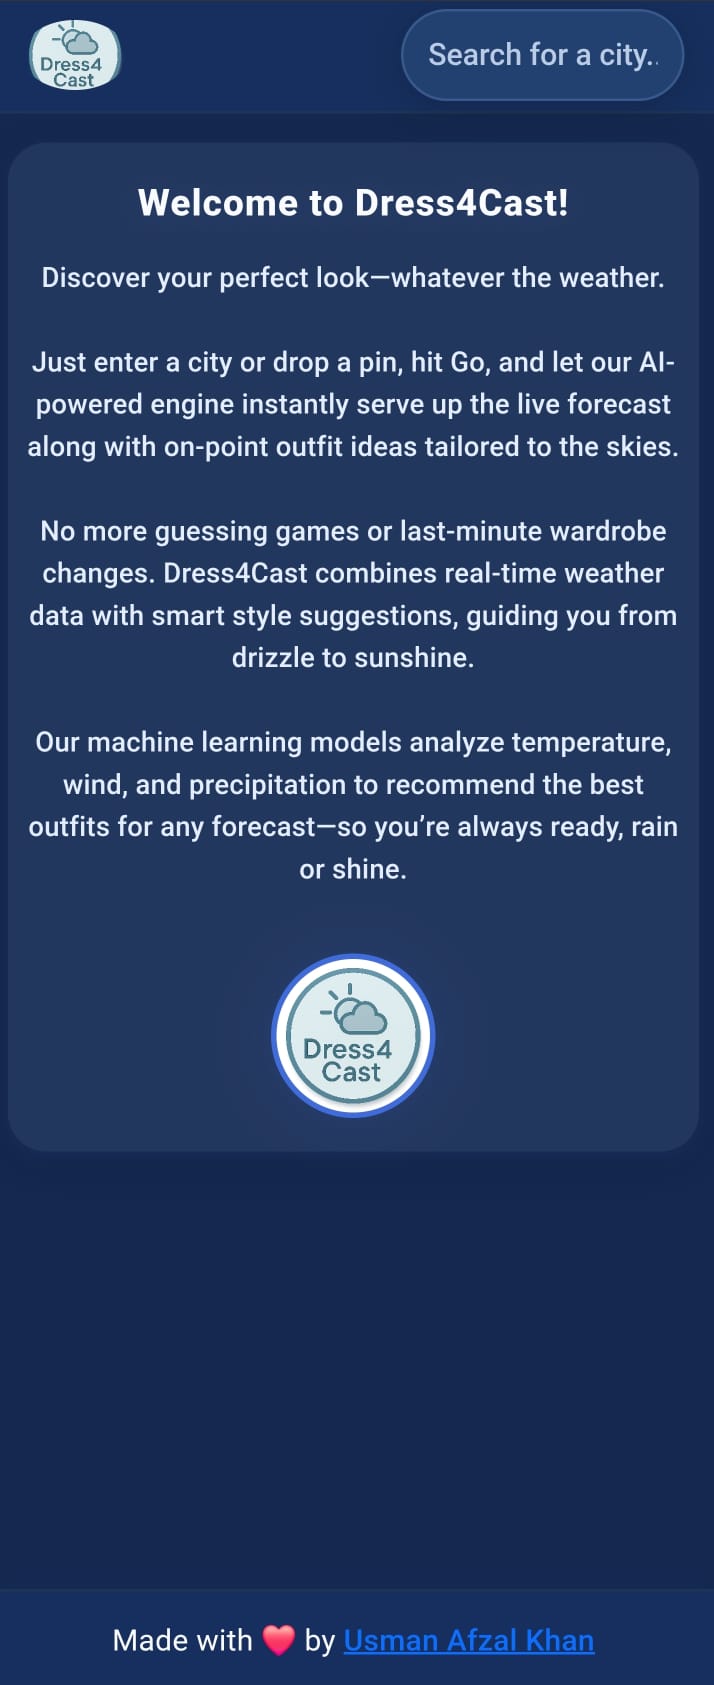 Dress4
Cast
Search for a city..
Welcome to Dress4Cast!
Discover your perfect look—whatever the weather.
Just enter a city or drop a pin, hit Go, and let our AI-
powered engine instantly serve up the live forecast
along with on-point outfit ideas tailored to the skies.
No more guessing games or last-minute wardrobe
changes. Dress4Cast combines real-time weather
data with smart style suggestions, guiding you from
drizzle to sunshine.
Our machine learning models analyze temperature,
wind, and precipitation to recommend the best
outfits for any forecast—so you’re always ready, rain
or shine.
Dress4
Cast
Made with ❤️ by Usman Afzal Khan